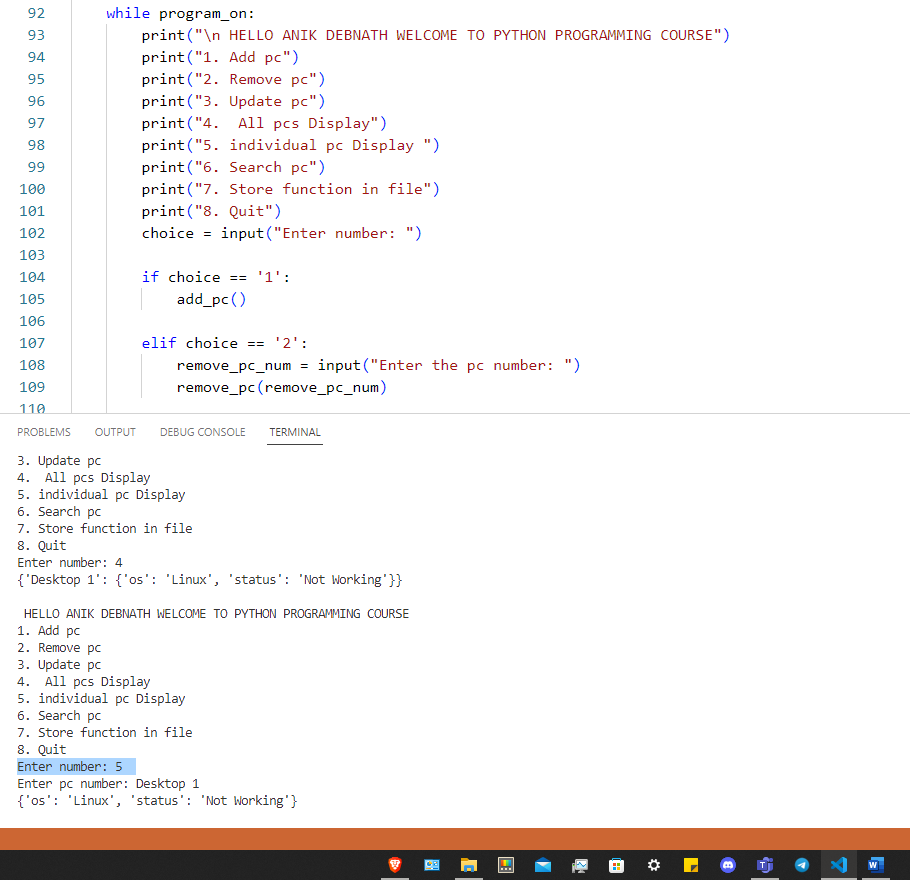 92 while program_on:
93 print("\n HELLO ANIK DEBNATH WELCOME TO PYTHON PROGRAMMING COURSE")
94 print("1. Add pc")
95 print("2. Remove pc")
96 print("3. Update pc")
97 print("4.  All pcs Display")
98 print("5. individual pc Display ")
99 print("6. Search pc")
100 print("7. Store function in file")
101 print("8. Quit")
102 choice = input("Enter number: ")
103
104 if choice == '1':
105 add_pc()
106
107 elif choice == '2':
108 remove_pc_num = input("Enter the pc number: ")
109 remove_pc(remove_pc_num)
110
PROBLEMS OUTPUT DEBUG CONSOLE TERMINAL
3. Update pc
4.  All pcs Display
5. individual pc Display
6. Search pc
7. Store function in file
8. Quit
Enter number: 4
{'Desktop 1': {'os': 'Linux', 'status': 'Not Working'}}
HELLO ANIK DEBNATH WELCOME TO PYTHON PROGRAMMING COURSE
1. Add pc
2. Remove pc
3. Update pc
4.  All pcs Display
5. individual pc Display
6. Search pc
7. Store function in file
8. Quit
Enter number: 5
Enter pc number: Desktop 1
{'os': 'Linux', 'status': 'Not Working'}